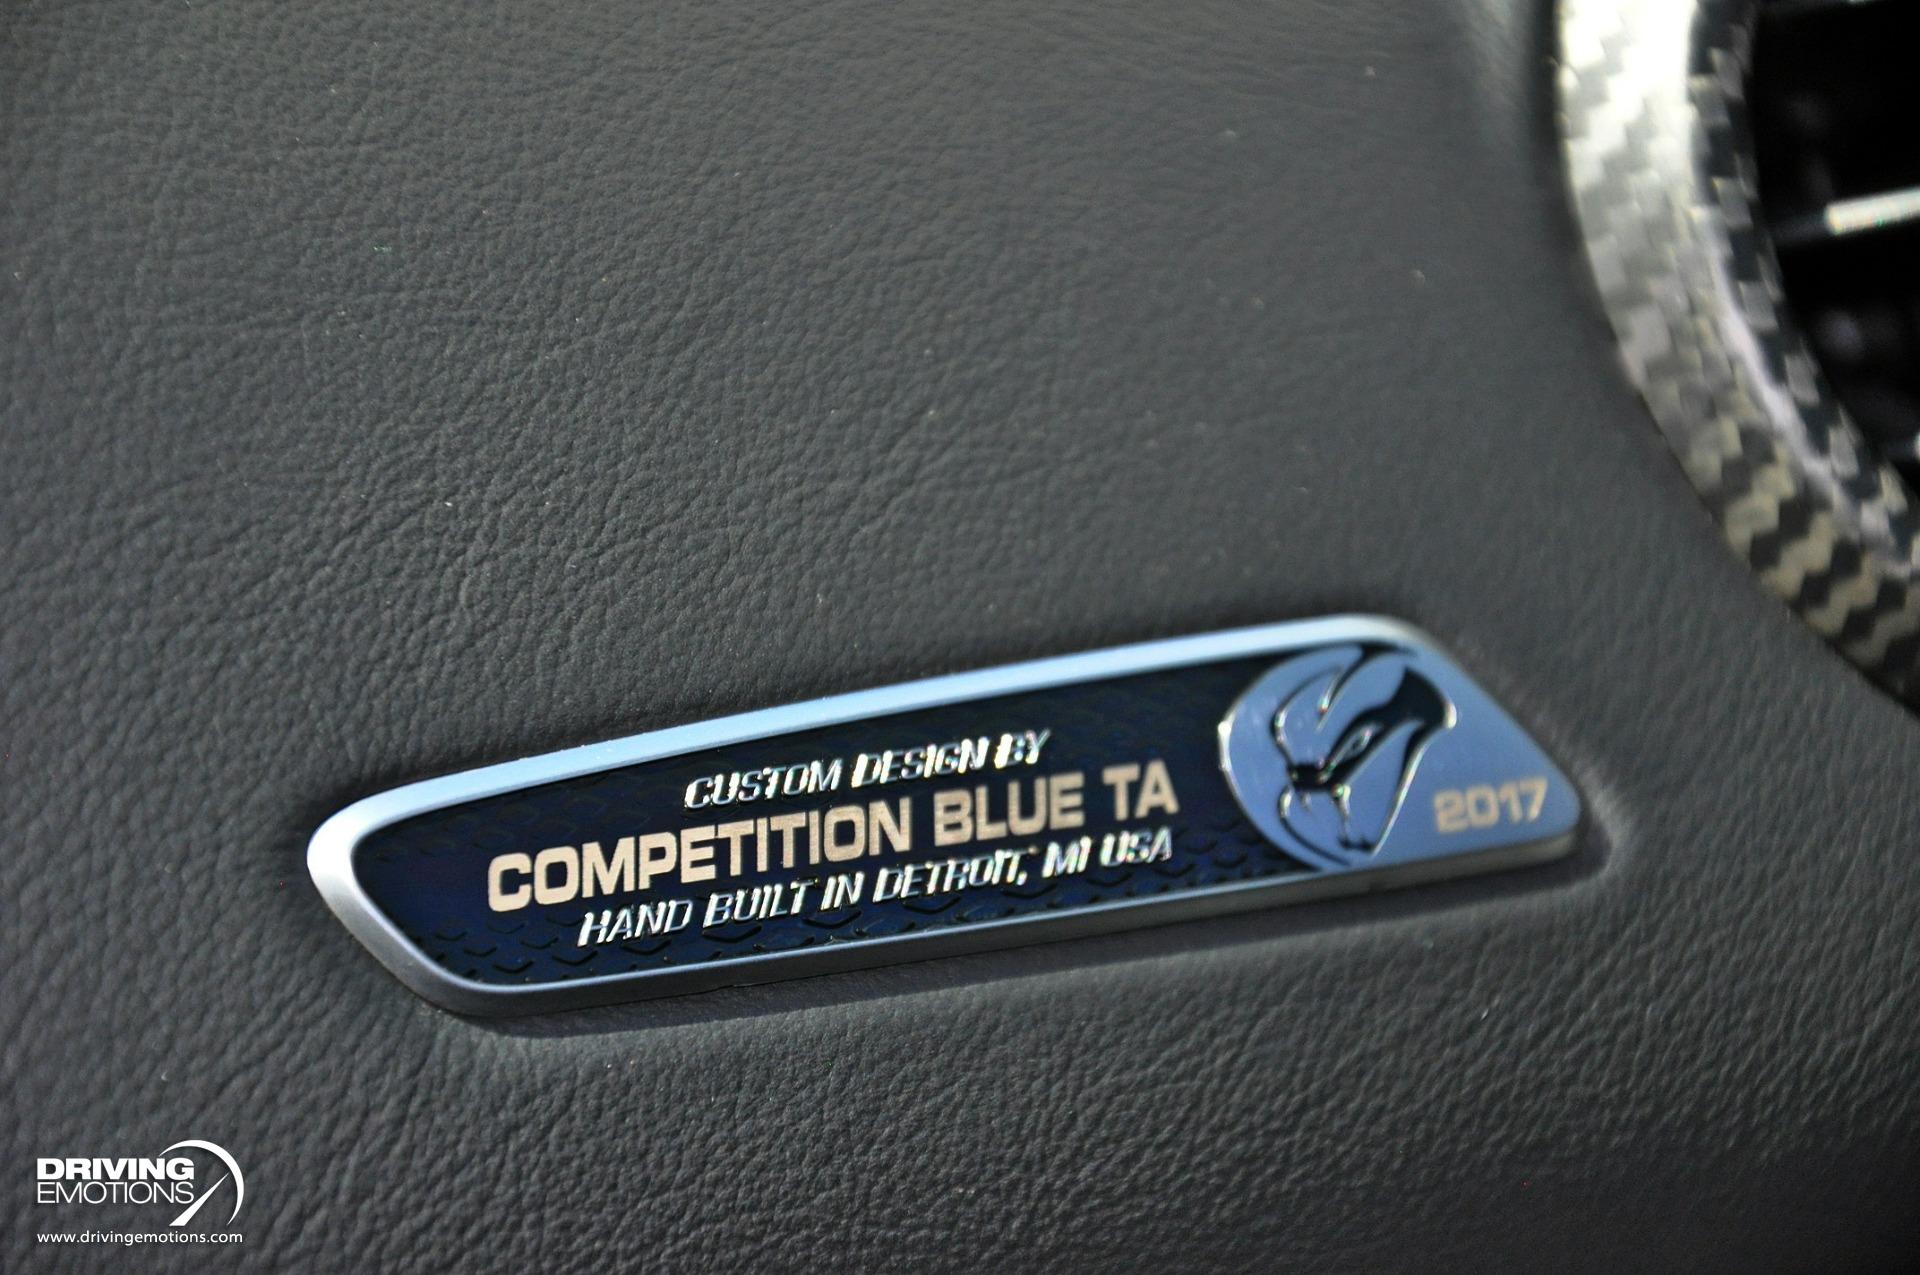 CUSTOM DESIGN BY
COMPETITION BLUE TA
HAND BUILT IN DETROIT, MI USA
2017
DRIVING
EMOTIONS
www.drivingemotions.com